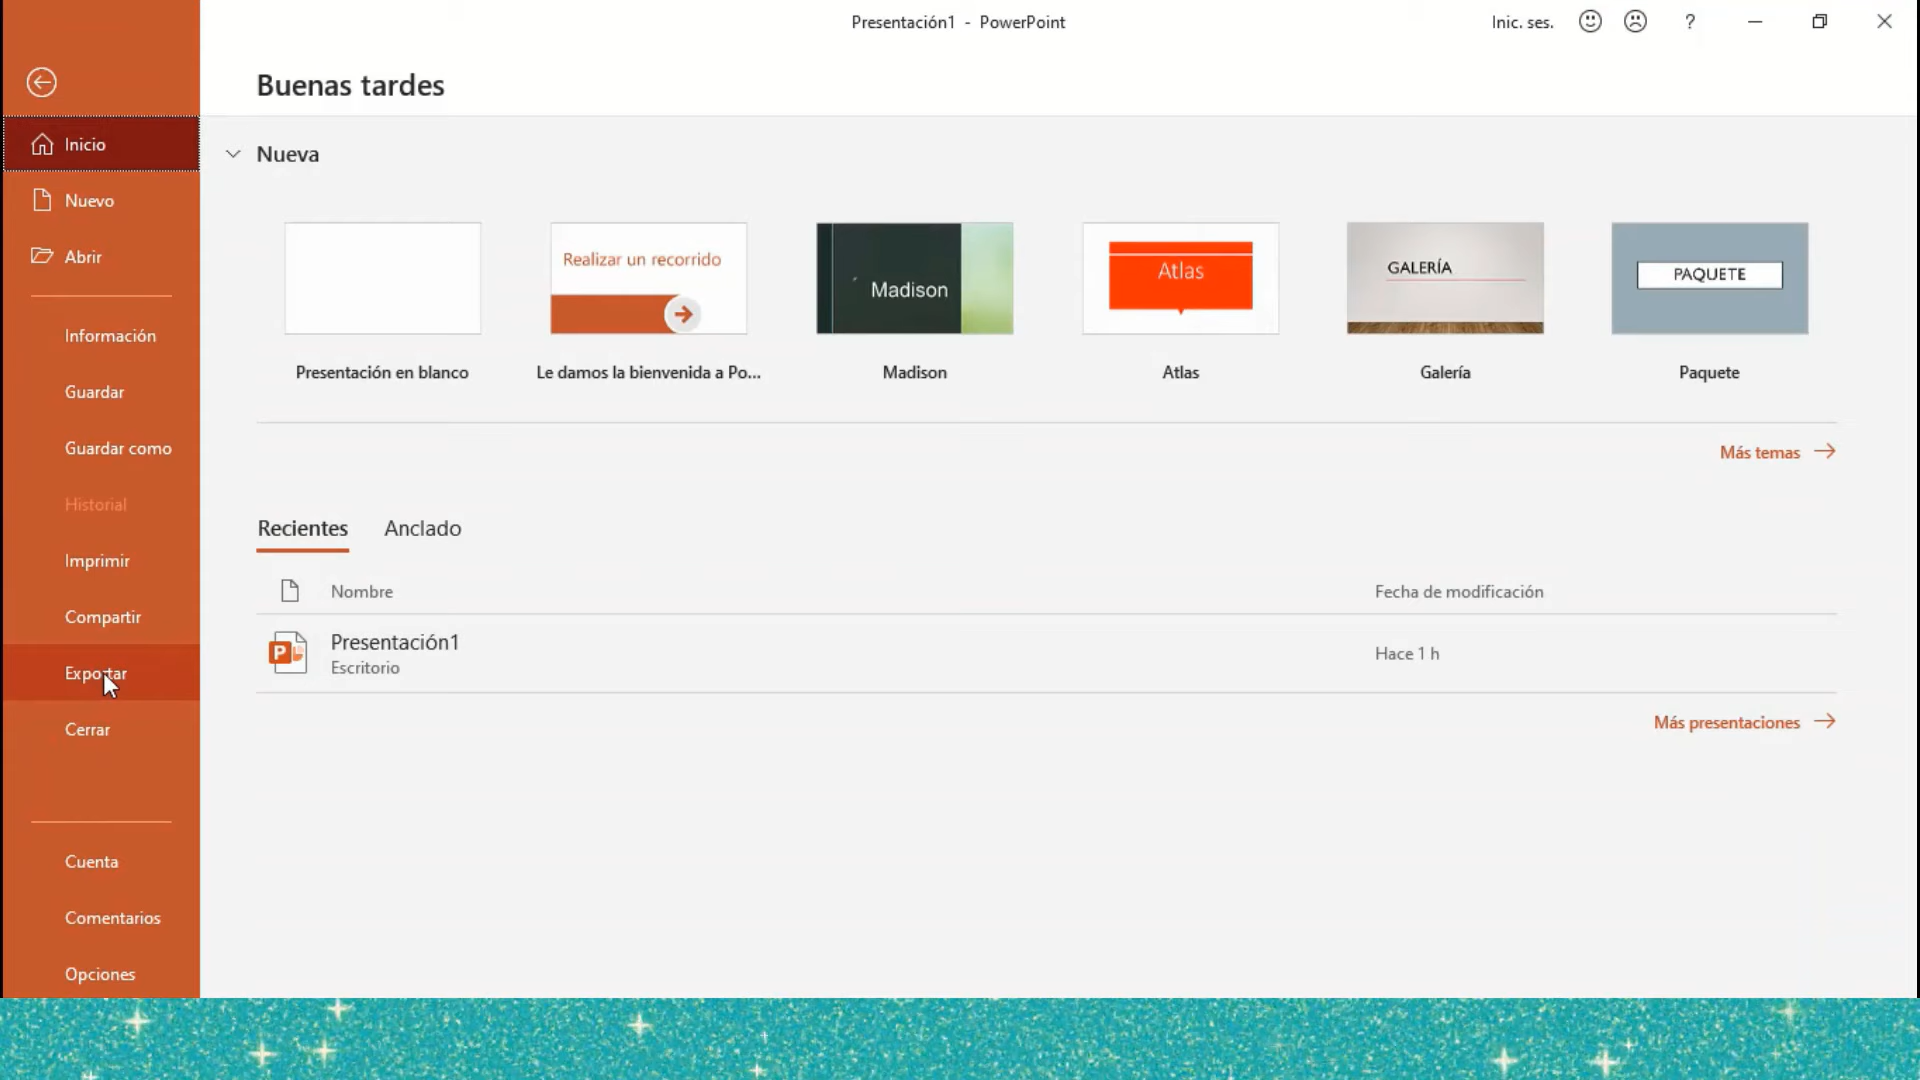 Presentación1 - PowerPoint
Inic. ses.
?
Buenas tardes
Inicio
Nuevo
Abrir
Información
Guardar
Guardar como
Historial
Imprimir
Compartir
Exportar
Cerrar
Cuenta
Comentarios
Opciones
Nueva
Realizar un recorrido
Madison
Atlas
GALERÍA
PAQUETE
Presentación en blanco
Le damos la bienvenida a Po...
Madison
Atlas
Galería
Paquete
Más temas
Recientes
Anclado
Nombre
Fecha de modificación
P
Presentación1
Escritorio
Hace 1 h
Más presentaciones